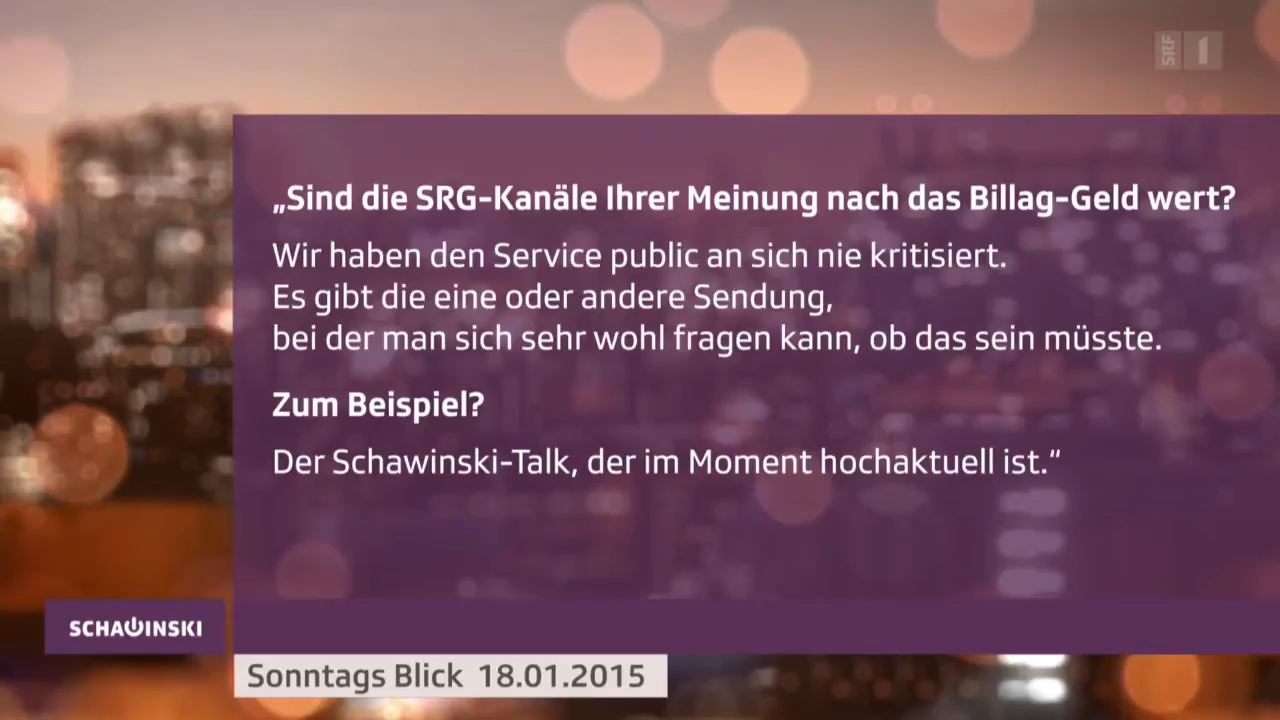 SRF 1
„Sind die SRG-Kanäle Ihrer Meinung nach das Billag-Geld wert?
Wir haben den Service public an sich nie kritisiert.
Es gibt die eine oder andere Sendung,
bei der man sich sehr wohl fragen kann, ob das sein müsste.
Zum Beispiel?
Der Schawinski-Talk, der im Moment hochaktuell ist.“
SCHAWINSKI
Sonntags Blick 18.01.2015